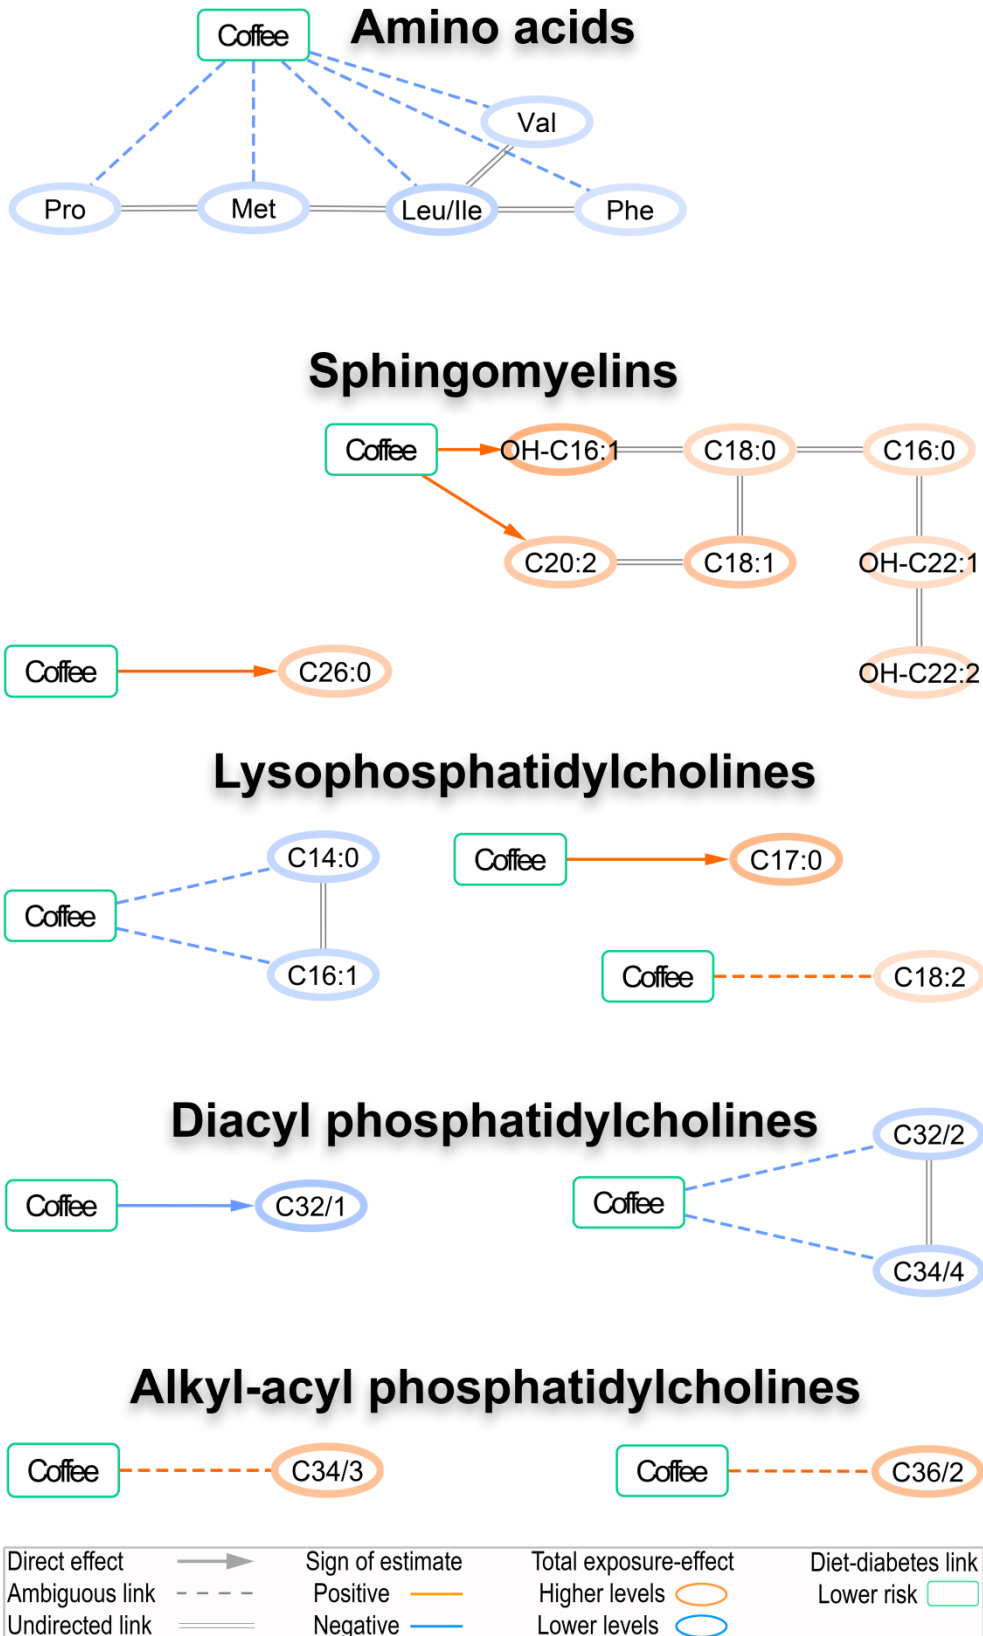 Coffee
Amino acids
Val
Pro
Met
Leu/Ile
Phe
Sphingomyelins
Coffee
OH-C16:1
C18:0
C16:0
C20:2
C18:1
OH-C22:1
Coffee
C26:0
OH-C22:2
Lysophosphatidylcholines
C14:0
Coffee
C17:0
Coffee
C16:1
Coffee
C18:2
Diacyl phosphatidylcholines
C32/2
Coffee
C32/1
Coffee
C34/4
Alkyl-acyl phosphatidylcholines
Coffee
C34/3
Coffee
C36/2
Direct effect
Sign of estimate
Total exposure-effect
Diet-diabetes link
Ambiguous link
Positive
Higher levels
Lower risk
Undirected link
Negative
Lower levels